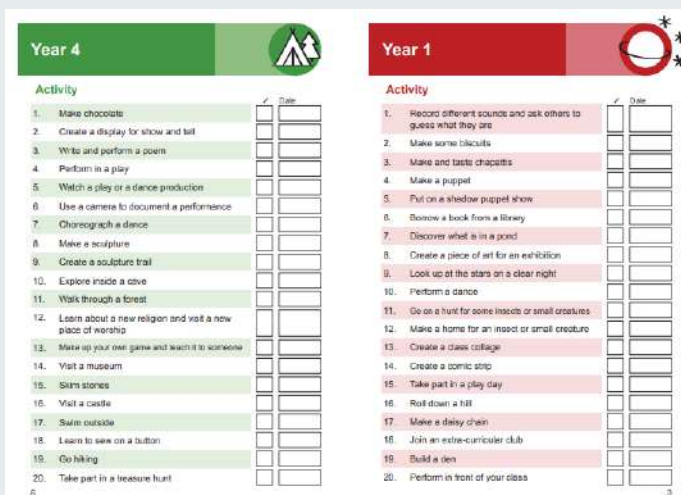 Year 4
Activity
✓ Date
1. Make chocolate
2. Create a display for show and tell
3. Write and perform a poem
4. Perform in a play
5. Watch a play or a dance production
6. Use a camera to document a performance
7. Choreograph a dance
8. Make a sculpture
9. Create a sculpture trail
10. Explore inside a cave
11. Walk through a forest
12. Learn about a new religion and visit a new
place of worship
13. Make up your own game and teach it to someone
14. Visit a museum
15. Skim stones
16. Visit a castle
17. Swim outside
18. Learn to sew on a button
19. Go hiking
20. Take part in a treasure hunt
6
Year 1
Activity
✓ Date
1. Record different sounds and ask others to
guess what they are
2. Make some biscuits
3. Make and taste chapattis
4. Make a puppet
5. Put on a shadow puppet show
6. Borrow a book from a library
7. Discover what is in a pond
8. Create a piece of art for an exhibition
9. Look up at the stars on a clear night
10. Perform a dance
11. Go on a hunt for some insects or small creatures
12. Make a home for an insect or small creature
13. Create a class collage
14. Create a comic strip
15. Take part in a play day
16. Roll down a hill
17. Make a daisy chain
18. Join an extra-curricular club
19. Build a den
20. Perform in front of your class
3